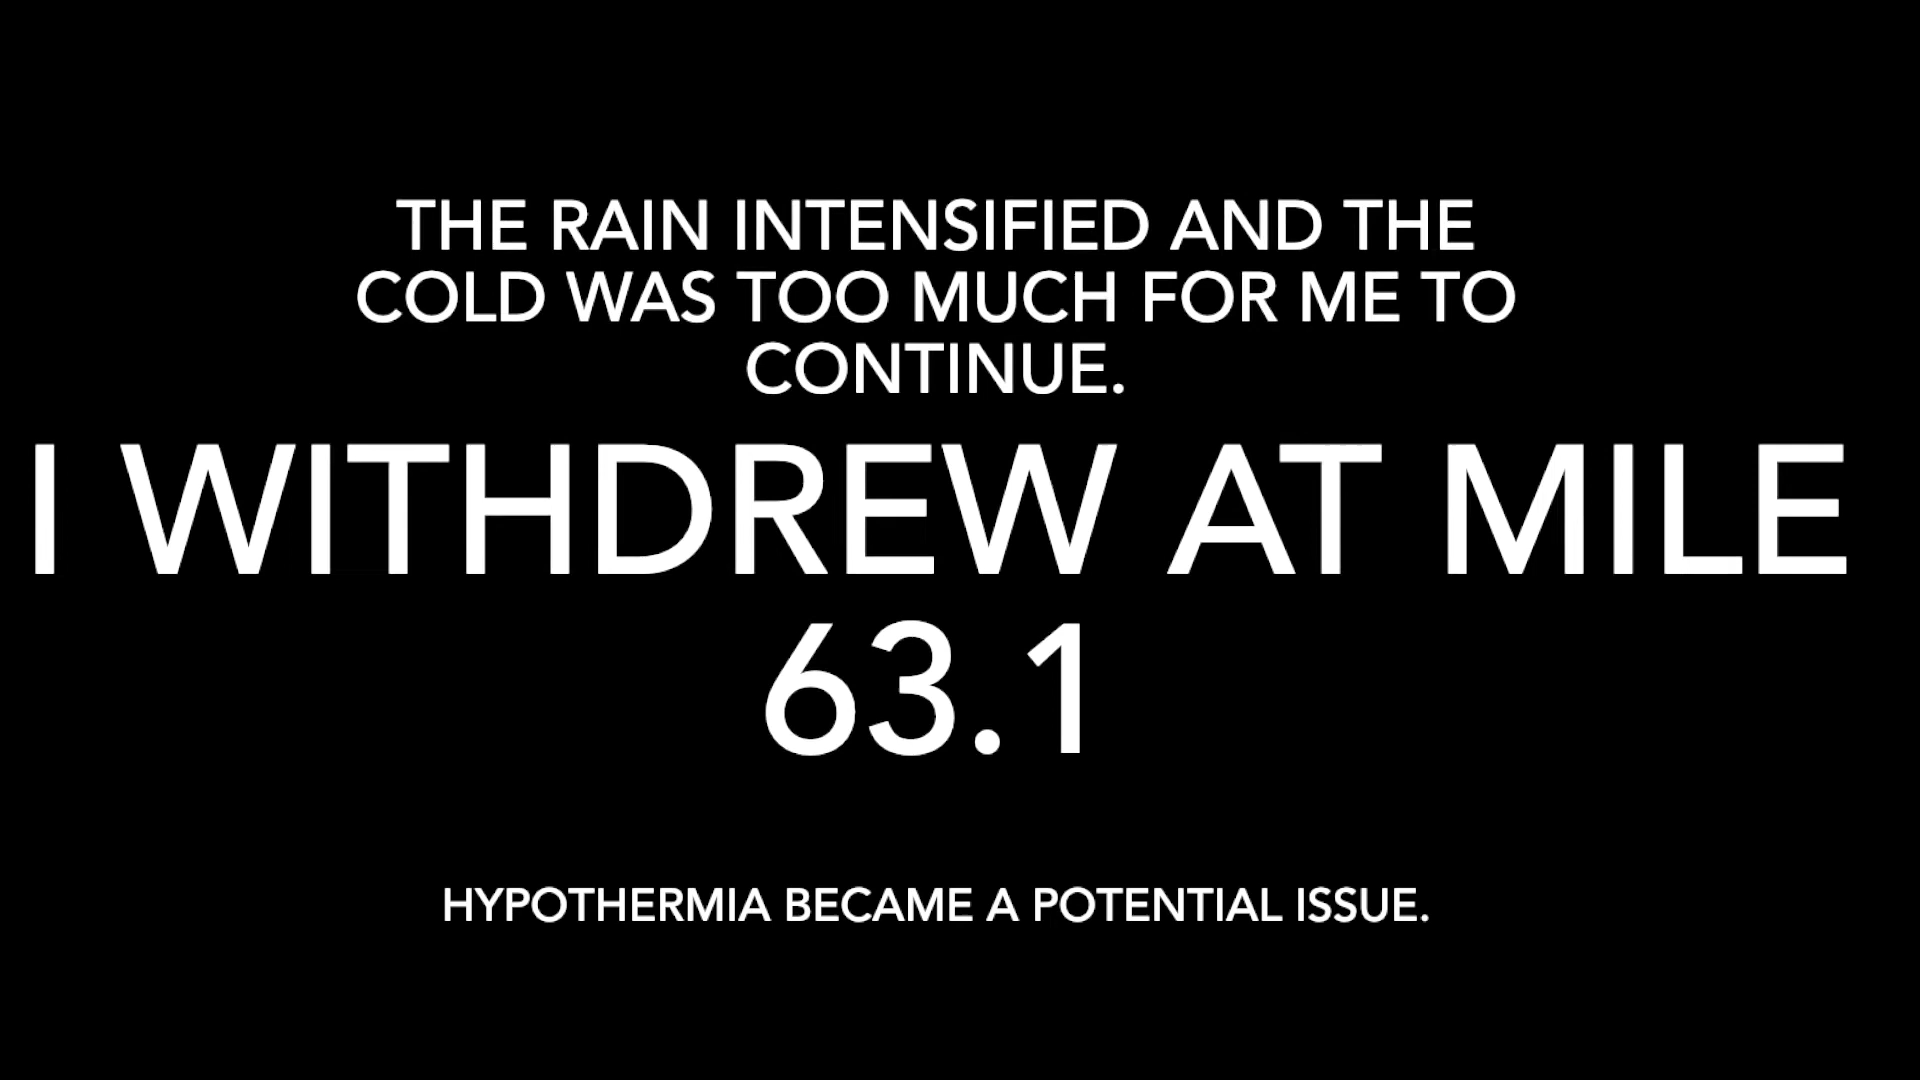 THE RAIN INTENSIFIED AND THE
COLD WAS TOO MUCH FOR ME TO
CONTINUE.
I WITHDREW AT MILE
63.1
HYPOTHERMIA BECAME A POTENTIAL ISSUE.